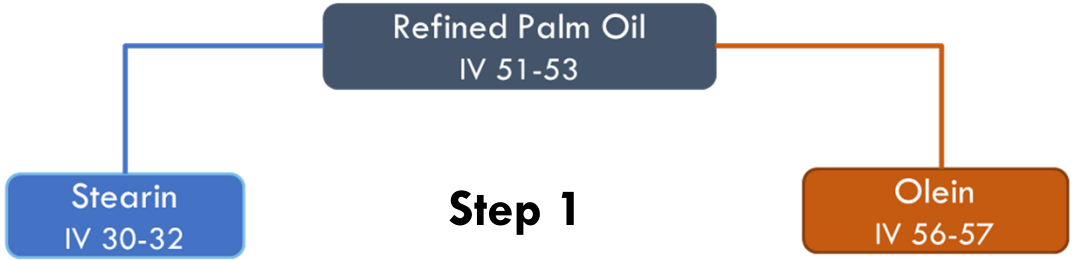 Refined Palm Oil
IV 51-53
Stearin
IV 30-32
Step 1
Olein
IV 56-57